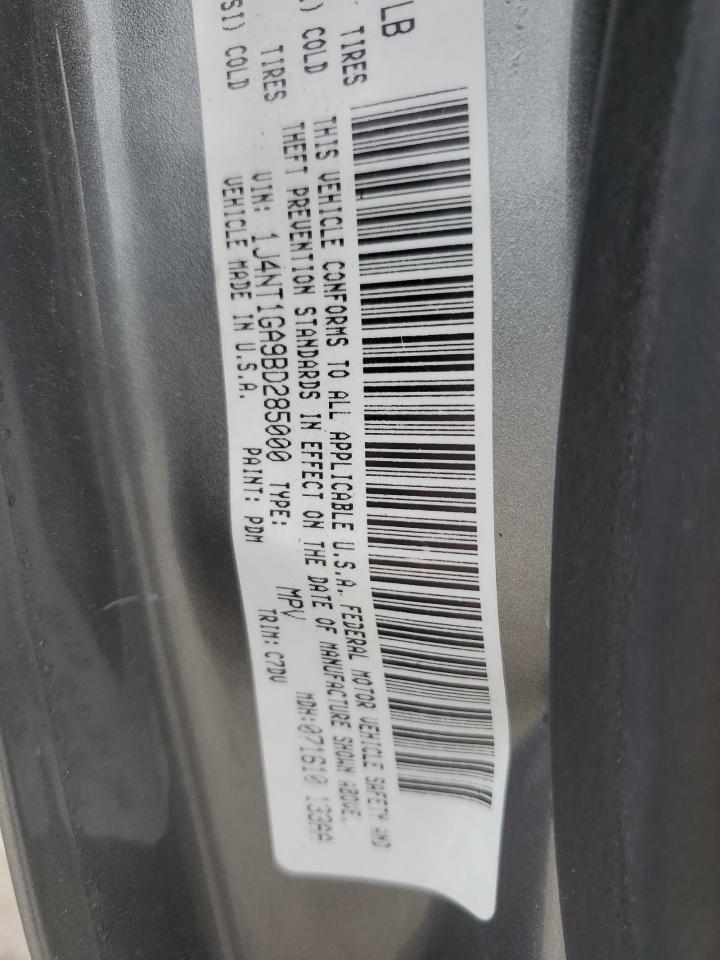 LB
TIRES
) COLD
TIRES
SI) COLD
THIS VEHICLE CONFORMS TO ALL APPLICABLE U.S.A. FEDERAL MOTOR VEHICLE SAFETY AND
THEFT PREVENTION STANDARDS IN EFFECT ON THE DATE OF MANUFACTURE SHOWN ABOVE.
VIN: 1J4NT1GA9BD285000 TYPE: MPV MDH:071610 133AA
VEHICLE MADE IN U.S.A. PAINT: PDM TRIM: C7DV